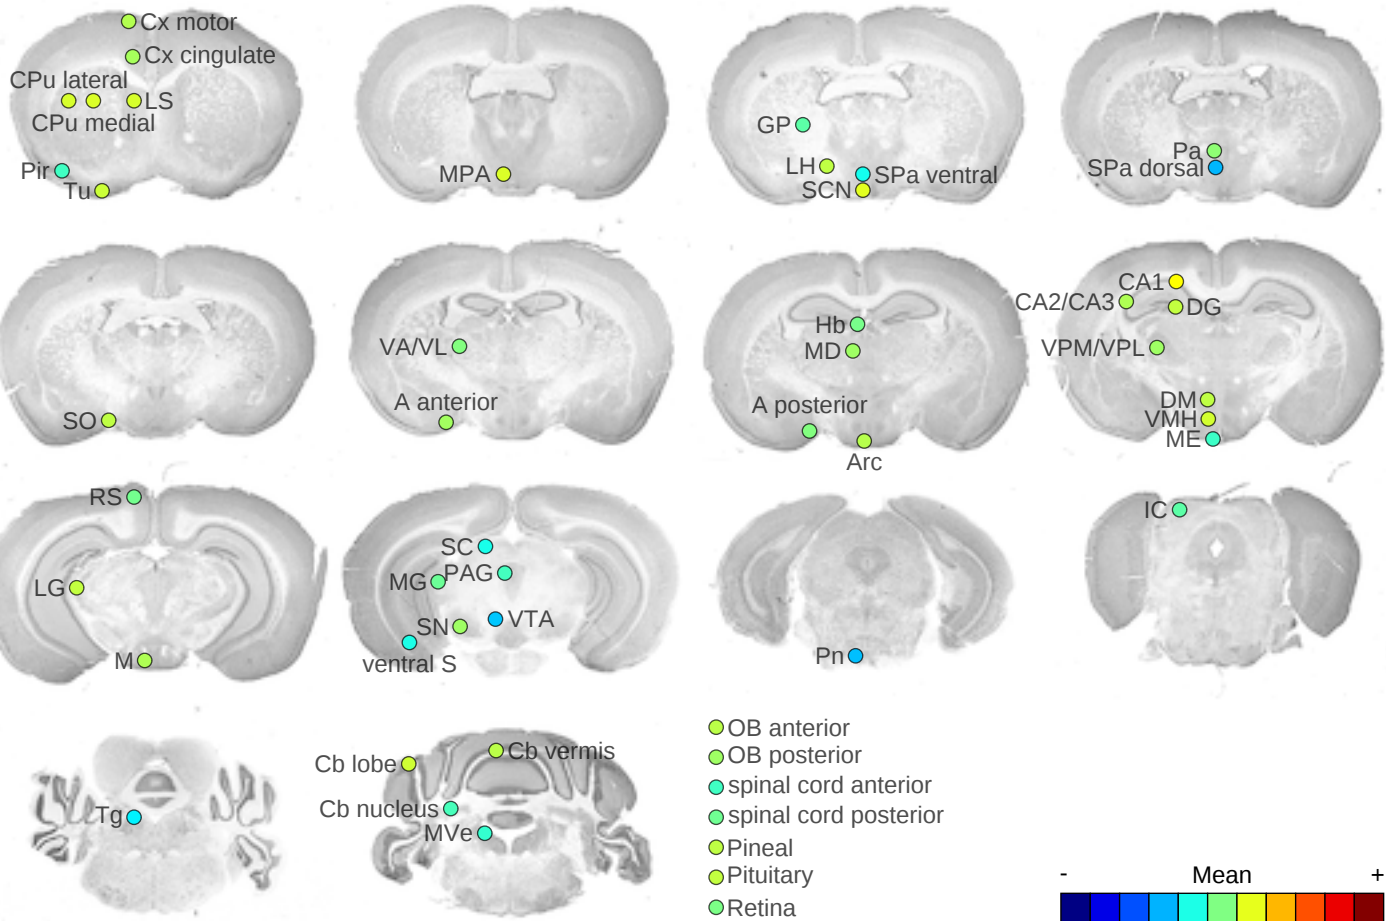 Cx motor
Cx cingulate
CPu lateral
LS
CPu medial
Pir
Tu
MPA
GP
LH
SPa ventral
SCN
Pa
SPa dorsal
SO
VA/VL
A anterior
Hb
MD
A posterior
Arc
CA1
CA2/CA3
DG
VPM/VPL
DM
VMH
ME
RS
LG
M
SC
PAG
MG
VTA
SN
ventral S
Pn
IC
Tg
Cb lobe
Cb vermis
Cb nucleus
MVe
OB anterior
OB posterior
spinal cord anterior
spinal cord posterior
Pineal
Pituitary
Retina
- Mean +